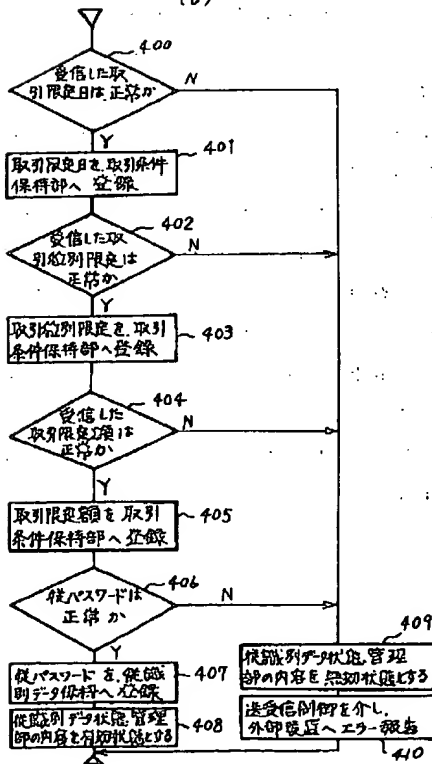 (b)
400
受信した取
引限定日は正常か
N
Y
401
取引限定日を、取引条件
保持部へ登録
402
受信した取
引種別限定は
正常か
N
Y
取引種別限定を、取引
条件保持部へ登録
403
404
受信した
取引限定額は
正常か
N
Y
取引限定額を取引
条件保持部へ登録
405
406
従パスワードは
正常か
N
Y
従パスワードを、従識
別データ保持へ登録
407
従識別データ状態、管理
部の内容を有効状態とする
408
409
従識別データ状態、管理
部の内容を無効状態とする
送受信制御を介し、
外部装置へエラー報告
410